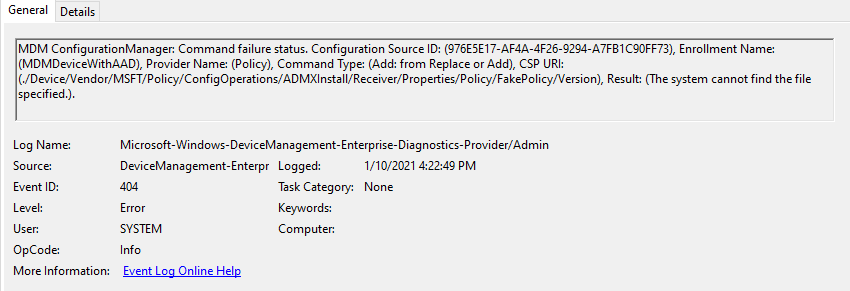 General Details
MDM ConfigurationManager: Command failure status. Configuration Source ID: (976E5E17-AF4A-4F26-9294-A7FB1C90FF73), Enrollment Name:
(MDMDeviceWithAAD), Provider Name: (Policy), Command Type: (Add: from Replace or Add), CSP URI:
(./Device/Vendor/MSFT/Policy/ConfigOperations/ADMXInstall/Receiver/Properties/Policy/FakePolicy/Version), Result: (The system cannot find the file
specified.).
Log Name: Microsoft-Windows-DeviceManagement-Enterprise-Diagnostics-Provider/Admin
Source: DeviceManagement-Enterpr Logged: 1/10/2021 4:22:49 PM
Event ID: 404 Task Category: None
Level: Error Keywords:
User: SYSTEM Computer:
OpCode: Info
More Information: Event Log Online Help